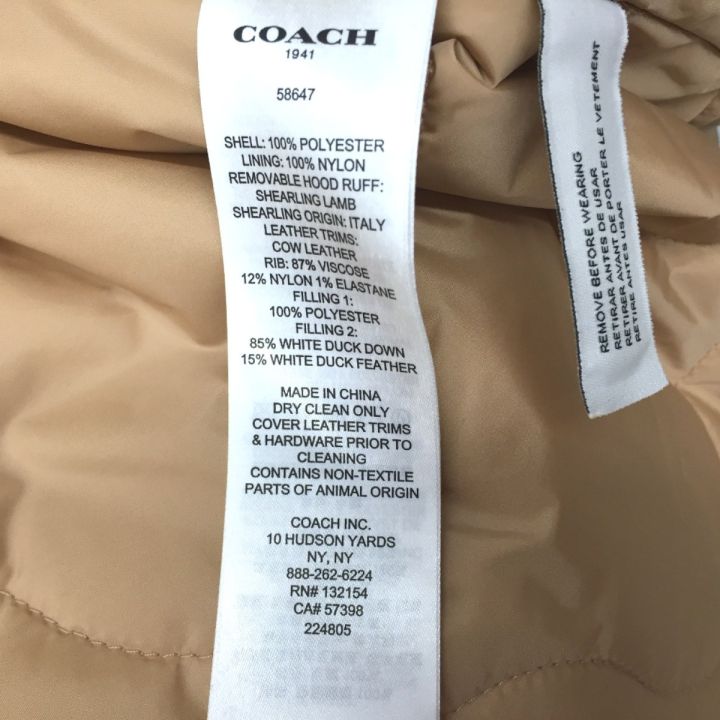 COACH
1941
58647
SHELL: 100% POLYESTER
LINING: 100% NYLON
REMOVABLE HOOD RUFF:
SHEARLING LAMB
SHEARLING ORIGIN: ITALY
LEATHER TRIMS:
COW LEATHER
RIB: 87% VISCOSE
12% NYLON 1% ELASTANE
FILLING 1:
100% POLYESTER
FILLING 2:
85% WHITE DUCK DOWN
15% WHITE DUCK FEATHER
MADE IN CHINA
DRY CLEAN ONLY
COVER LEATHER TRIMS
& HARDWARE PRIOR TO
CLEANING
CONTAINS NON-TEXTILE
PARTS OF ANIMAL ORIGIN
COACH INC.
10 HUDSON YARDS
NY, NY
888-262-6224
RN# 132154
CA# 57398
224805
REMOVE BEFORE WEARING
RETIRAR ANTES DE USAR
RETIRER AVANT DE PORTER LE VETEMENT
RETIRE ANTES USAR